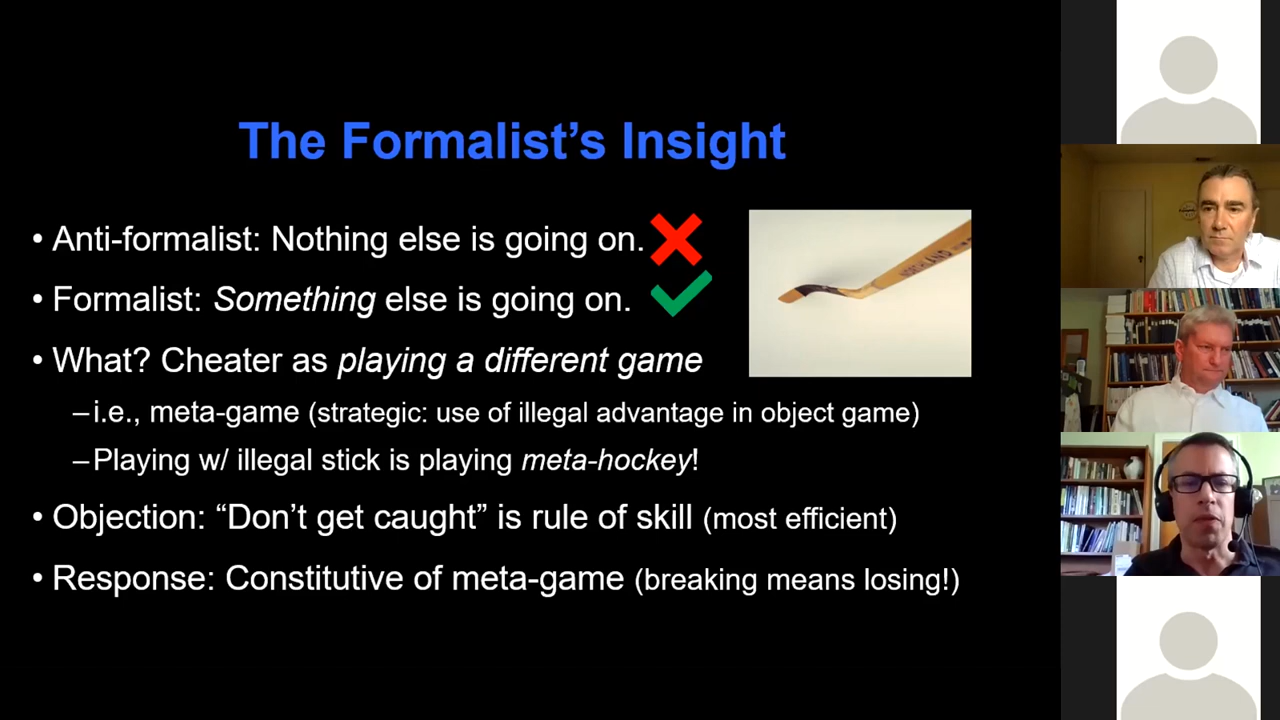 The Formalist’s Insight
• Anti-formalist: Nothing else is going on.
• Formalist: Something else is going on.
• What? Cheater as playing a different game
–i.e., meta-game (strategic: use of illegal advantage in object game)
–Playing w/ illegal stick is playing meta-hockey!
• Objection: “Don’t get caught” is rule of skill (most efficient)
• Response: Constitutive of meta-game (breaking means losing!)